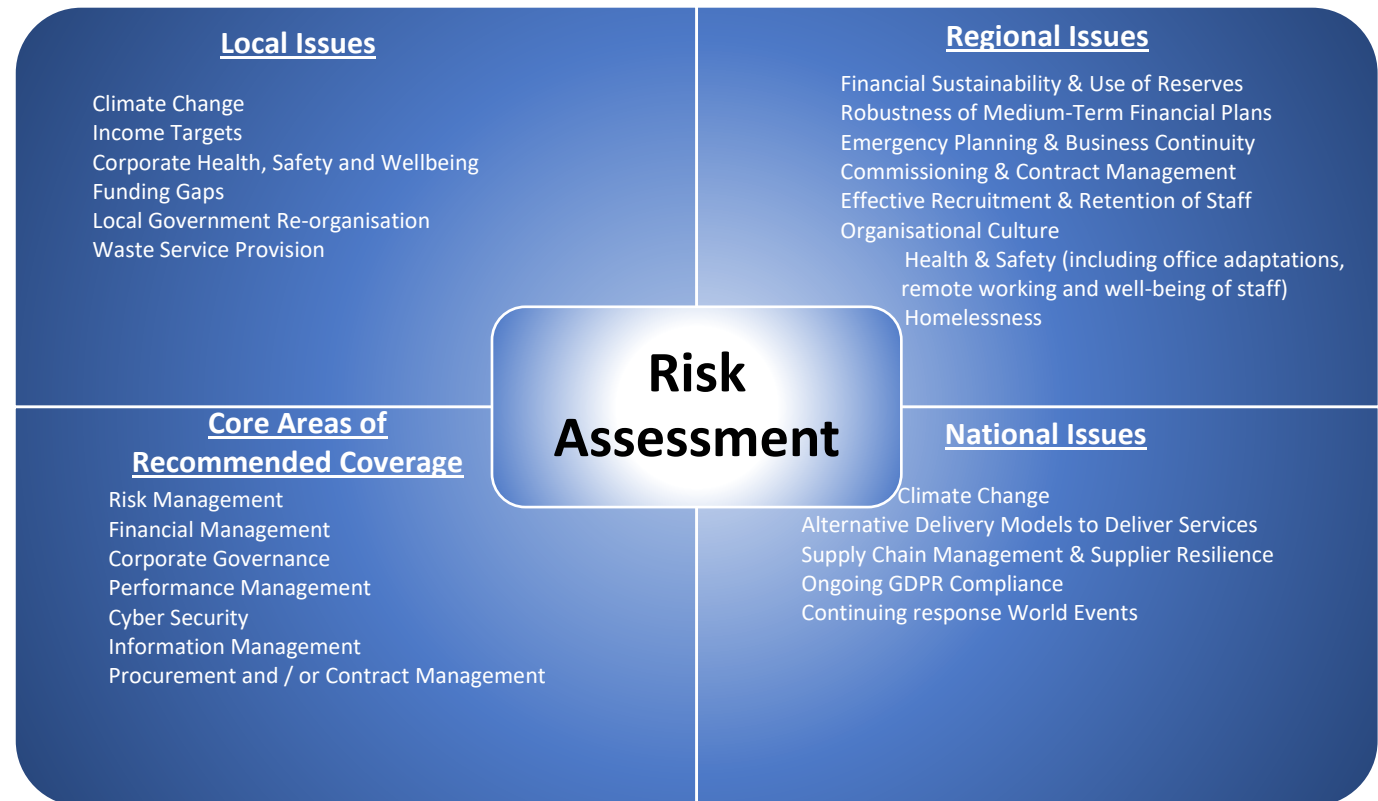 Local Issues
Climate Change
Income Targets
Corporate Health, Safety and Wellbeing
Funding Gaps
Local Government Re-organisation
Waste Service Provision
Regional Issues
Financial Sustainability & Use of Reserves
Robustness of Medium-Term Financial Plans
Emergency Planning & Business Continuity
Commissioning & Contract Management
Effective Recruitment & Retention of Staff
Organisational Culture
Health & Safety (including office adaptations,
remote working and well-being of staff)
Homelessness
Risk
Assessment
Core Areas of
Recommended Coverage
Risk Management
Financial Management
Corporate Governance
Performance Management
Cyber Security
Information Management
Procurement and / or Contract Management
National Issues
Climate Change
Alternative Delivery Models to Deliver Services
Supply Chain Management & Supplier Resilience
Ongoing GDPR Compliance
Continuing response World Events